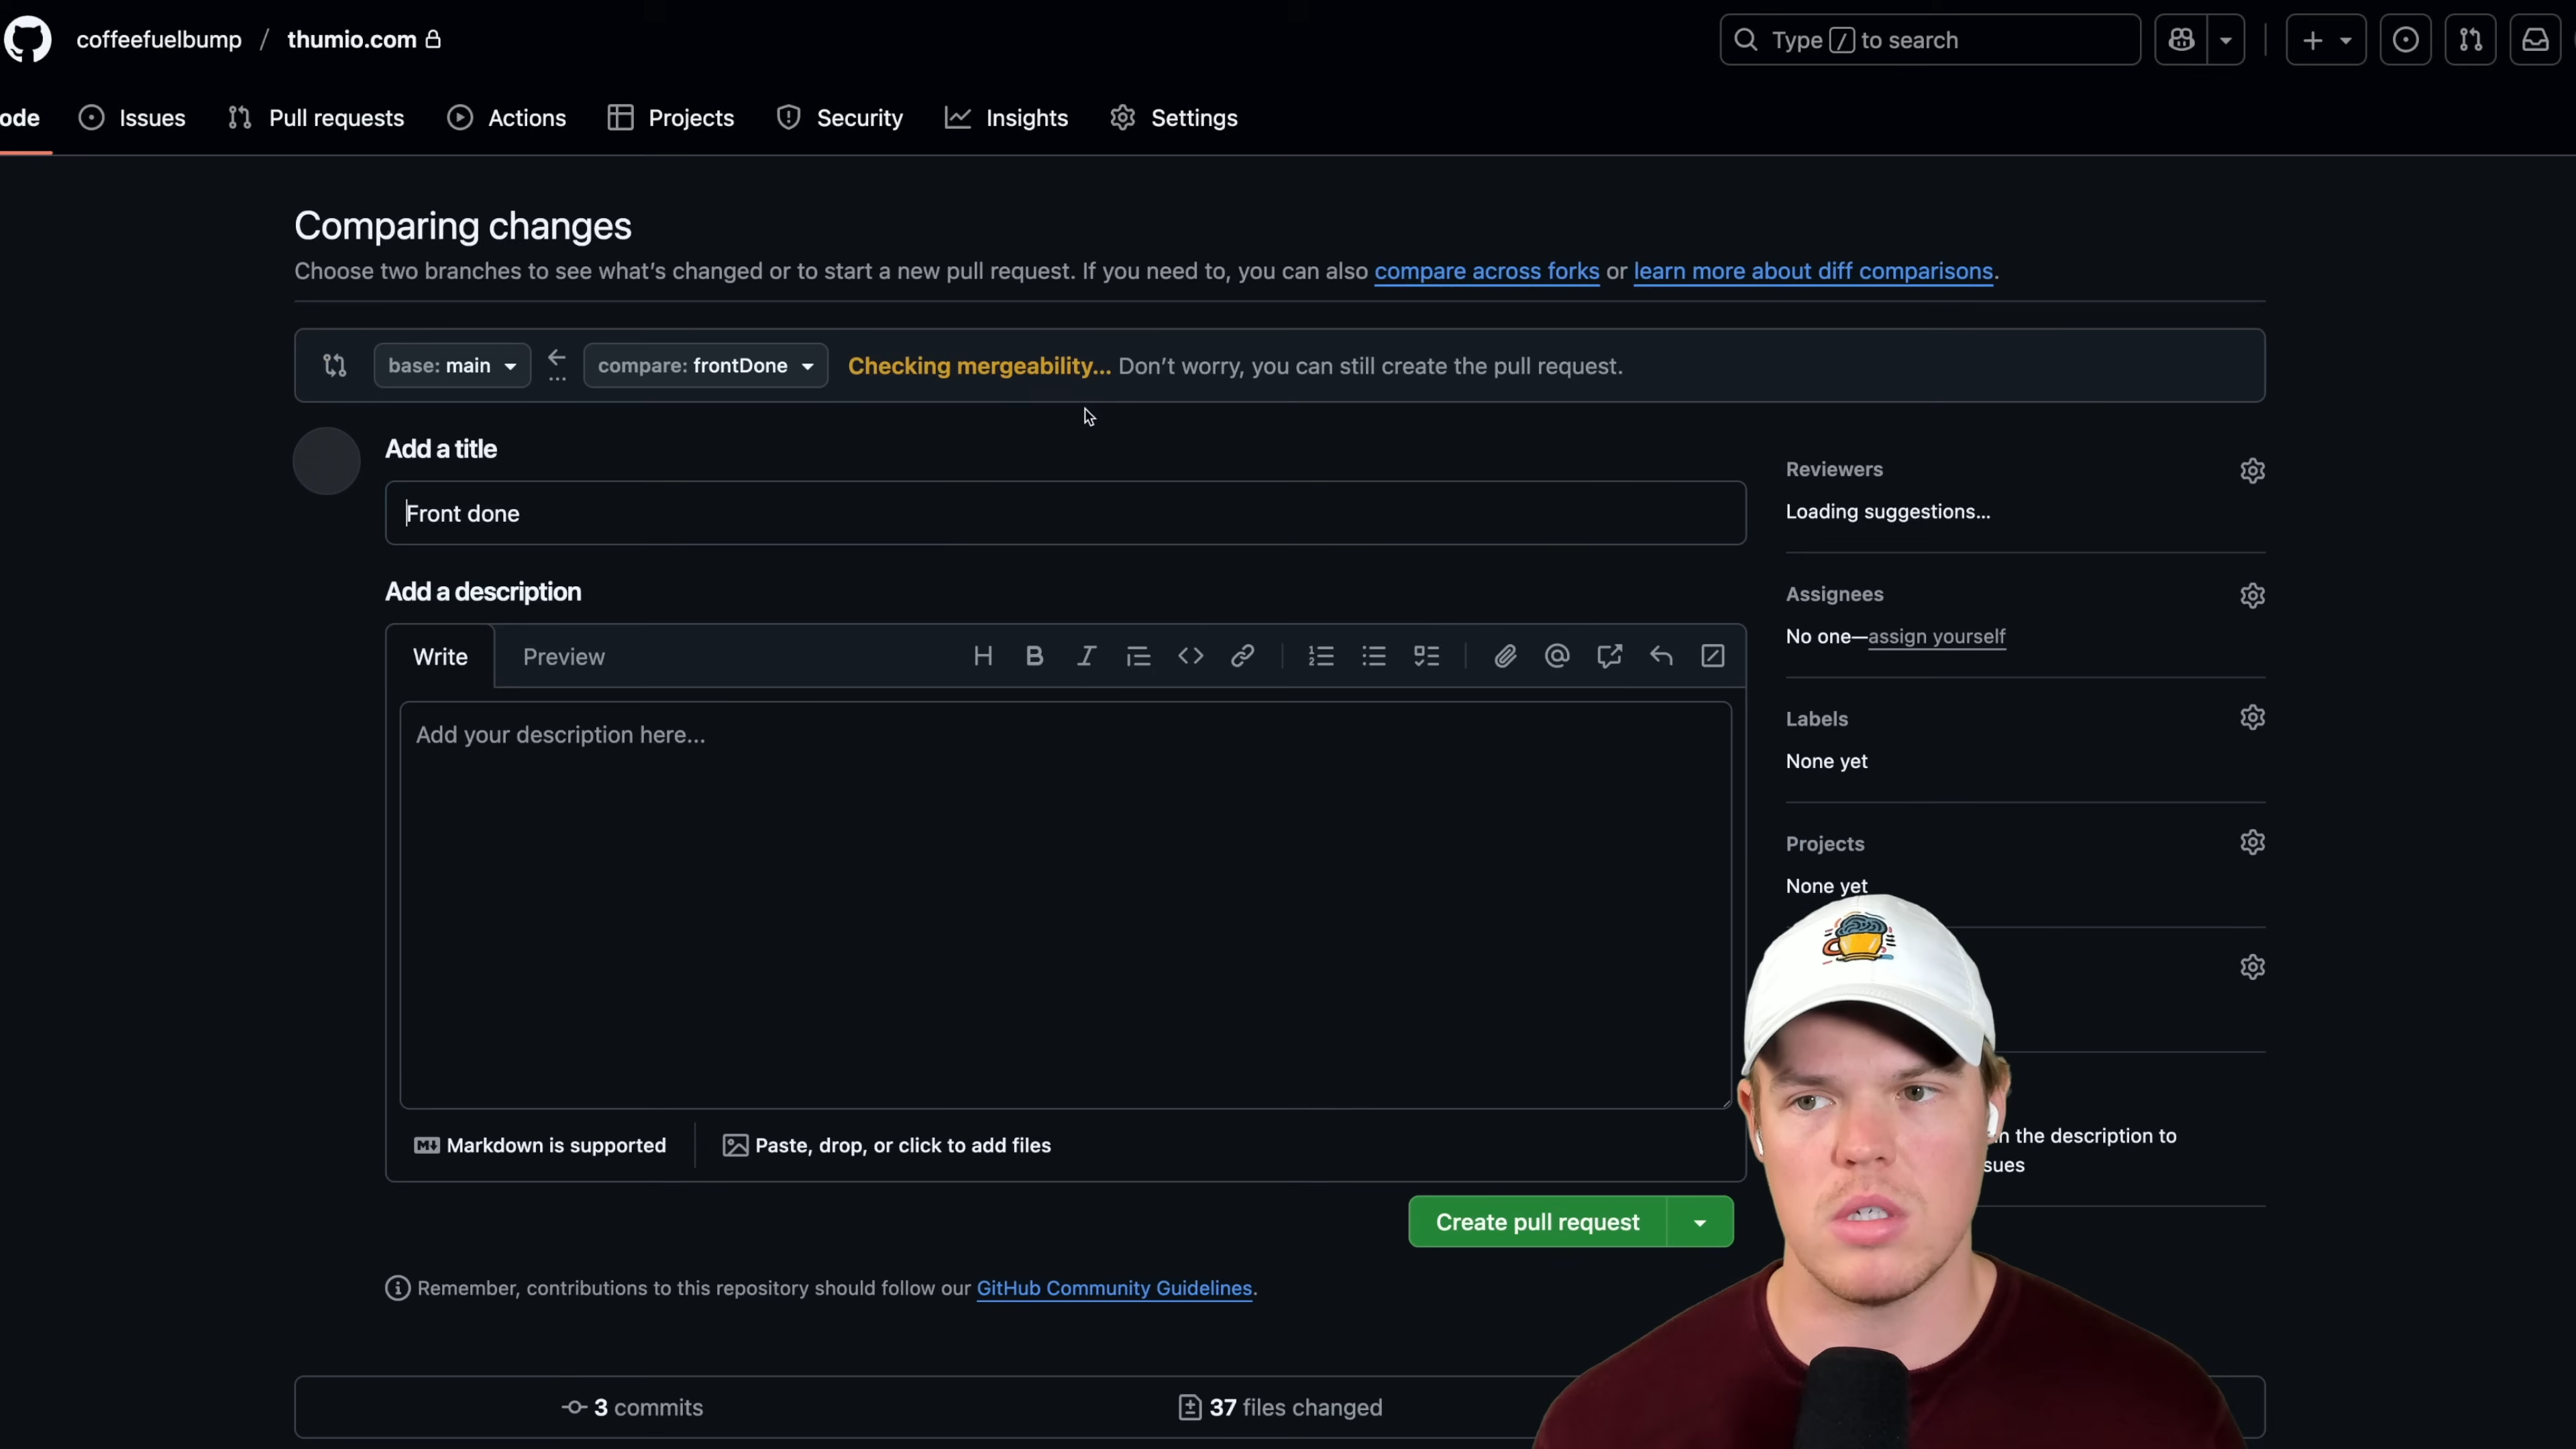 coffeefuelbump / thumio.com
Type / to search
ode
Issues
Pull requests
Actions
Projects
Security
Insights
Settings
Comparing changes
Choose two branches to see what's changed or to start a new pull request. If you need to, you can also compare across forks or learn more about diff comparisons.
base: main
compare: frontDone
Checking mergeability... Don't worry, you can still create the pull request.
Add a title
Front done
Add a description
Write
Preview
Add your description here...
Markdown is supported
Paste, drop, or click to add files
Create pull request
Remember, contributions to this repository should follow our GitHub Community Guidelines.
3 commits
37 files changed
Reviewers
Loading suggestions...
Assignees
No one—assign yourself
Labels
None yet
Projects
None yet
in the description to
sues